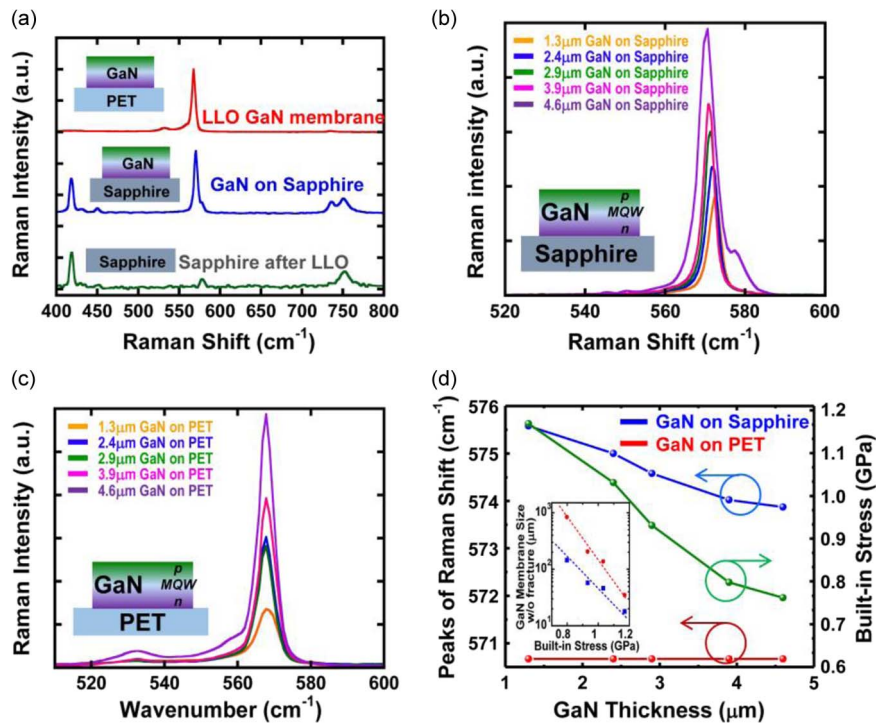 (a)
Raman Intensity (a.u.)
GaN
PET
LLO GaN membrane
GaN
Sapphire
GaN on Sapphire
Sapphire
Sapphire after LLO
400 450 500 550 600 650 700 750 800
Raman Shift (cm-1)
(b)
Raman intensity (a.u.)
1.3μm GaN on Sapphire
2.4μm GaN on Sapphire
2.9μm GaN on Sapphire
3.9μm GaN on Sapphire
4.6μm GaN on Sapphire
GaN
p
MQW
n
Sapphire
520 540 560 580 600
Raman Shift (cm-1)
(c)
Raman Intensity (a.u.)
1.3μm GaN on PET
2.4μm GaN on PET
2.9μm GaN on PET
3.9μm GaN on PET
4.6μm GaN on PET
GaN
p
MQW
n
PET
520 540 560 580 600
Wavenumber (cm-1)
(d)
Peaks of Raman Shift (cm-1)
576
575
574
573
572
571
GaN on Sapphire
GaN on PET
GaN Membrane Size
w/o fracture (μm)
103
102
101
0.8 1 1.2
Built-in Stress (GPa)
1.2
1.1
1.0
0.9
0.8
0.7
0.6
Built-in Stress (GPa)
1 2 3 4 5
GaN Thickness (μm)